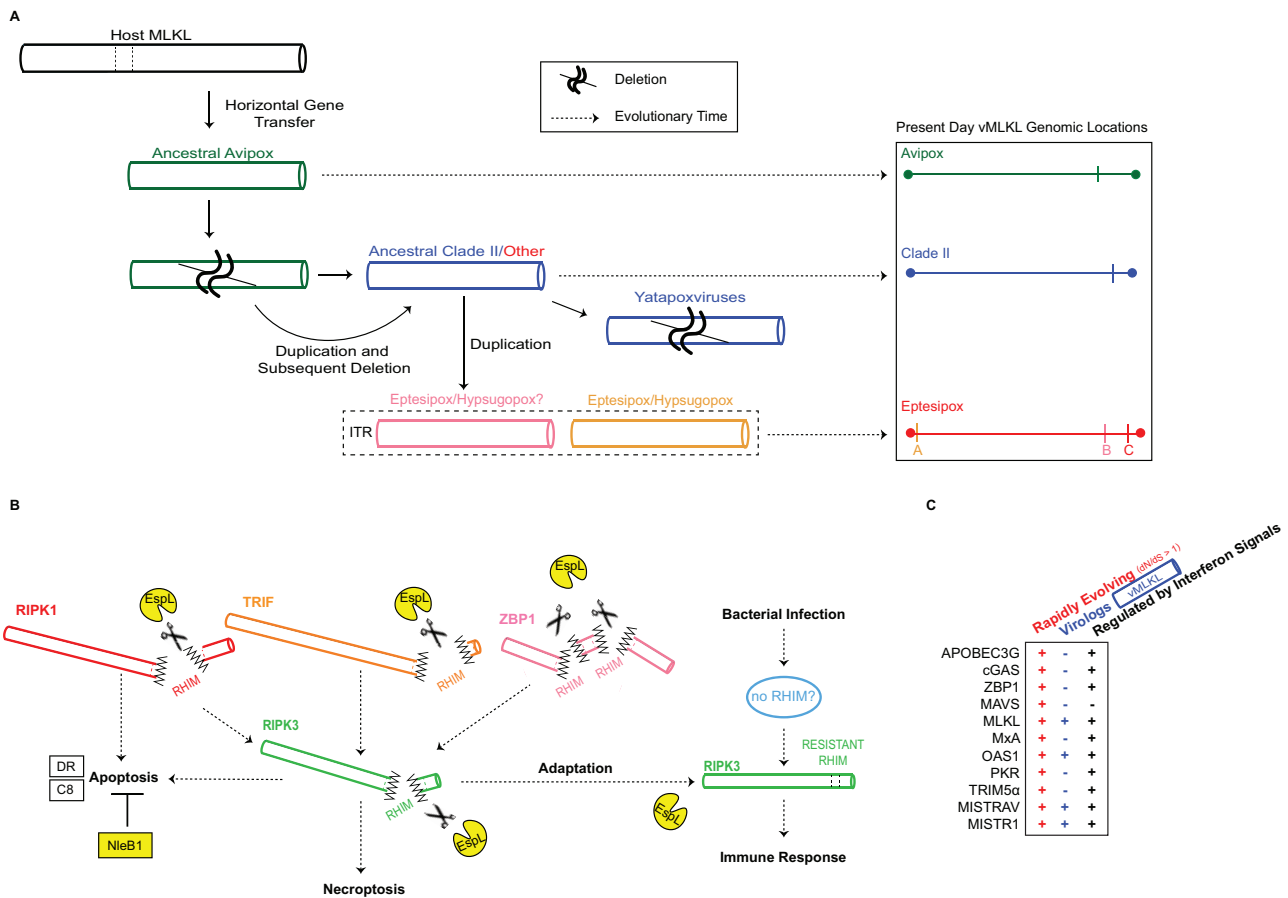 A
Host MLKL
Horizontal Gene
Transfer
Deletion
Evolutionary Time
Present Day vMLKL Genomic Locations
Ancestral Avipox
Avipox
Ancestral Clade II/Other
Clade II
Yatapoxviruses
Duplication and
Subsequent Deletion
Duplication
Eptesipox/Hypsugopox?
Eptesipox/Hypsugopox
ITR
Eptesipox
A
B
C
B
RIPK1
EspL
RHIM
TRIF
EspL
RHIM
ZBP1
EspL
RHIM
RHIM
Bacterial Infection
no RHIM?
RIPK3
RHIM
EspL
DR
C8
Apoptosis
NleB1
Necroptosis
Adaptation
EspL
RIPK3
RESISTANT
RHIM
Immune Response
C
Rapidly Evolving (dN/dS > 1)
Virologs vMLKL
Regulated by Interferon Signals
APOBEC3G + - +
cGAS + - +
ZBP1 + - +
MAVS + - -
MLKL + + +
MxA + - +
OAS1 + + +
PKR + - +
TRIM5α + - +
MISTRAV + + +
MISTR1 + + +